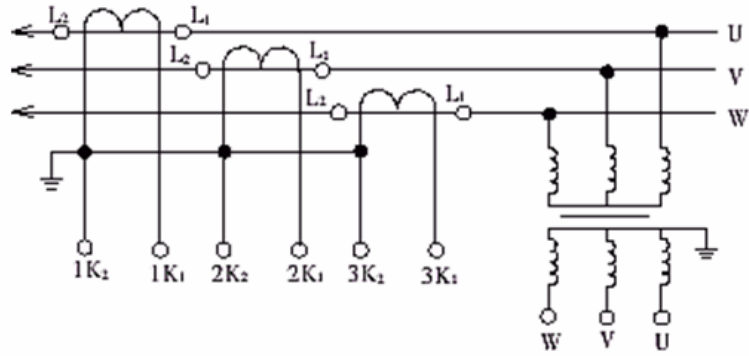 L₂ L₁ U
L₂ L₁ V
L₂ L₁ W
1K₂ 1K₁ 2K₂ 2K₁ 3K₂ 3K₁
W V U